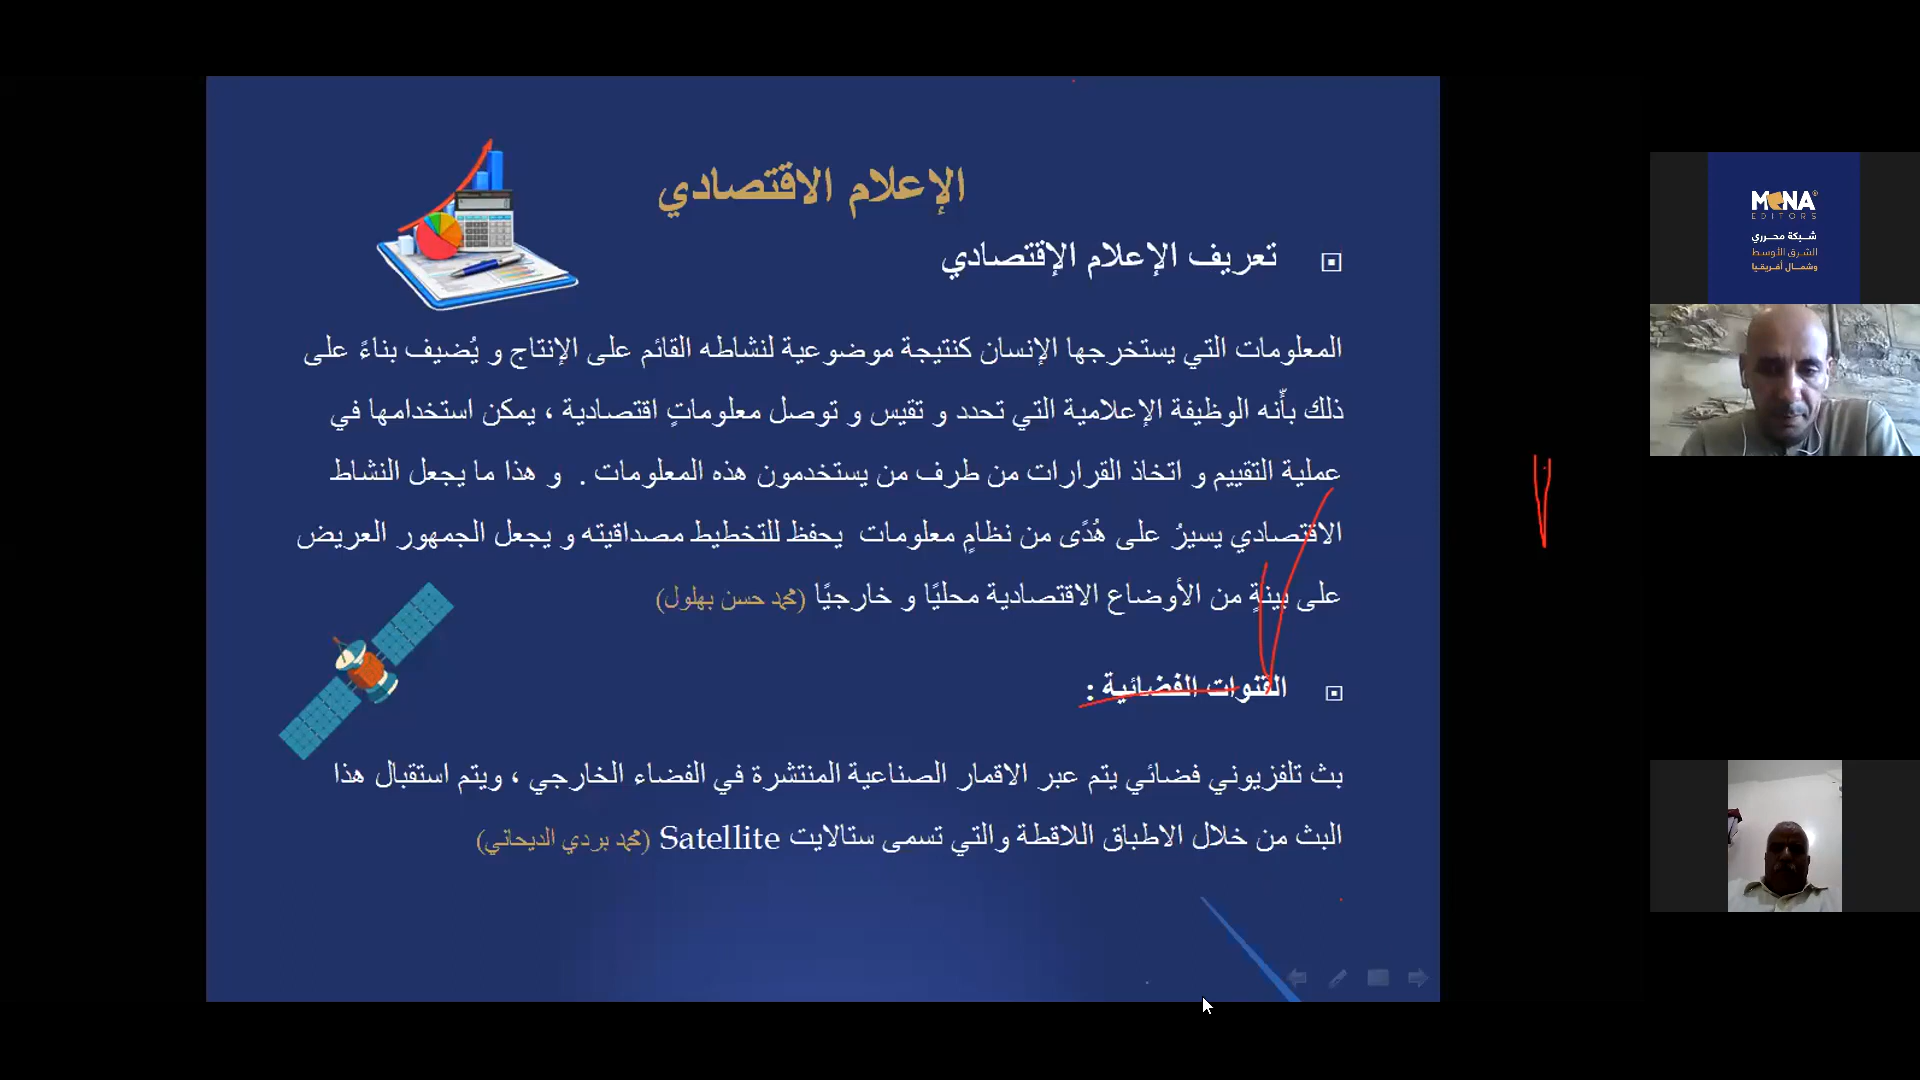 الإعلام الاقتصادي
تعريف الإعلام الإقتصادي
المعلومات التي يستخرجها الإنسان كنتيجة موضوعية لنشاطه القائم على الإنتاج و يُضيف بناءً على
ذلك بأنّه الوظيفة الإعلامية التي تحدد و تقيس و توصل معلوماتٍ اقتصادية ، يمكن استخدامها في
عملية التقييم و اتخاذ القرارات من طرف من يستخدمون هذه المعلومات . و هذا ما يجعل النشاط
الاقتصادي يسيرُ على هُدًى من نظامٍ معلومات يحفظ للتخطيط مصداقيته و يجعل الجمهور العريض
على بينةٍ من الأوضاع الاقتصادية محليًا و خارجيًا (محمد حسن بهلول)
القنوات الفضائية :
بث تلفزيوني فضائي يتم عبر الاقمار الصناعية المنتشرة في الفضاء الخارجي ، ويتم استقبال هذا
البث من خلال الاطباق اللاقطة والتي تسمى ستالايت Satellite (محمد بردي الديحاني)
MENA
EDITORS
شبكة محرري
الشرق الأوسط
وشمال أفريقيا